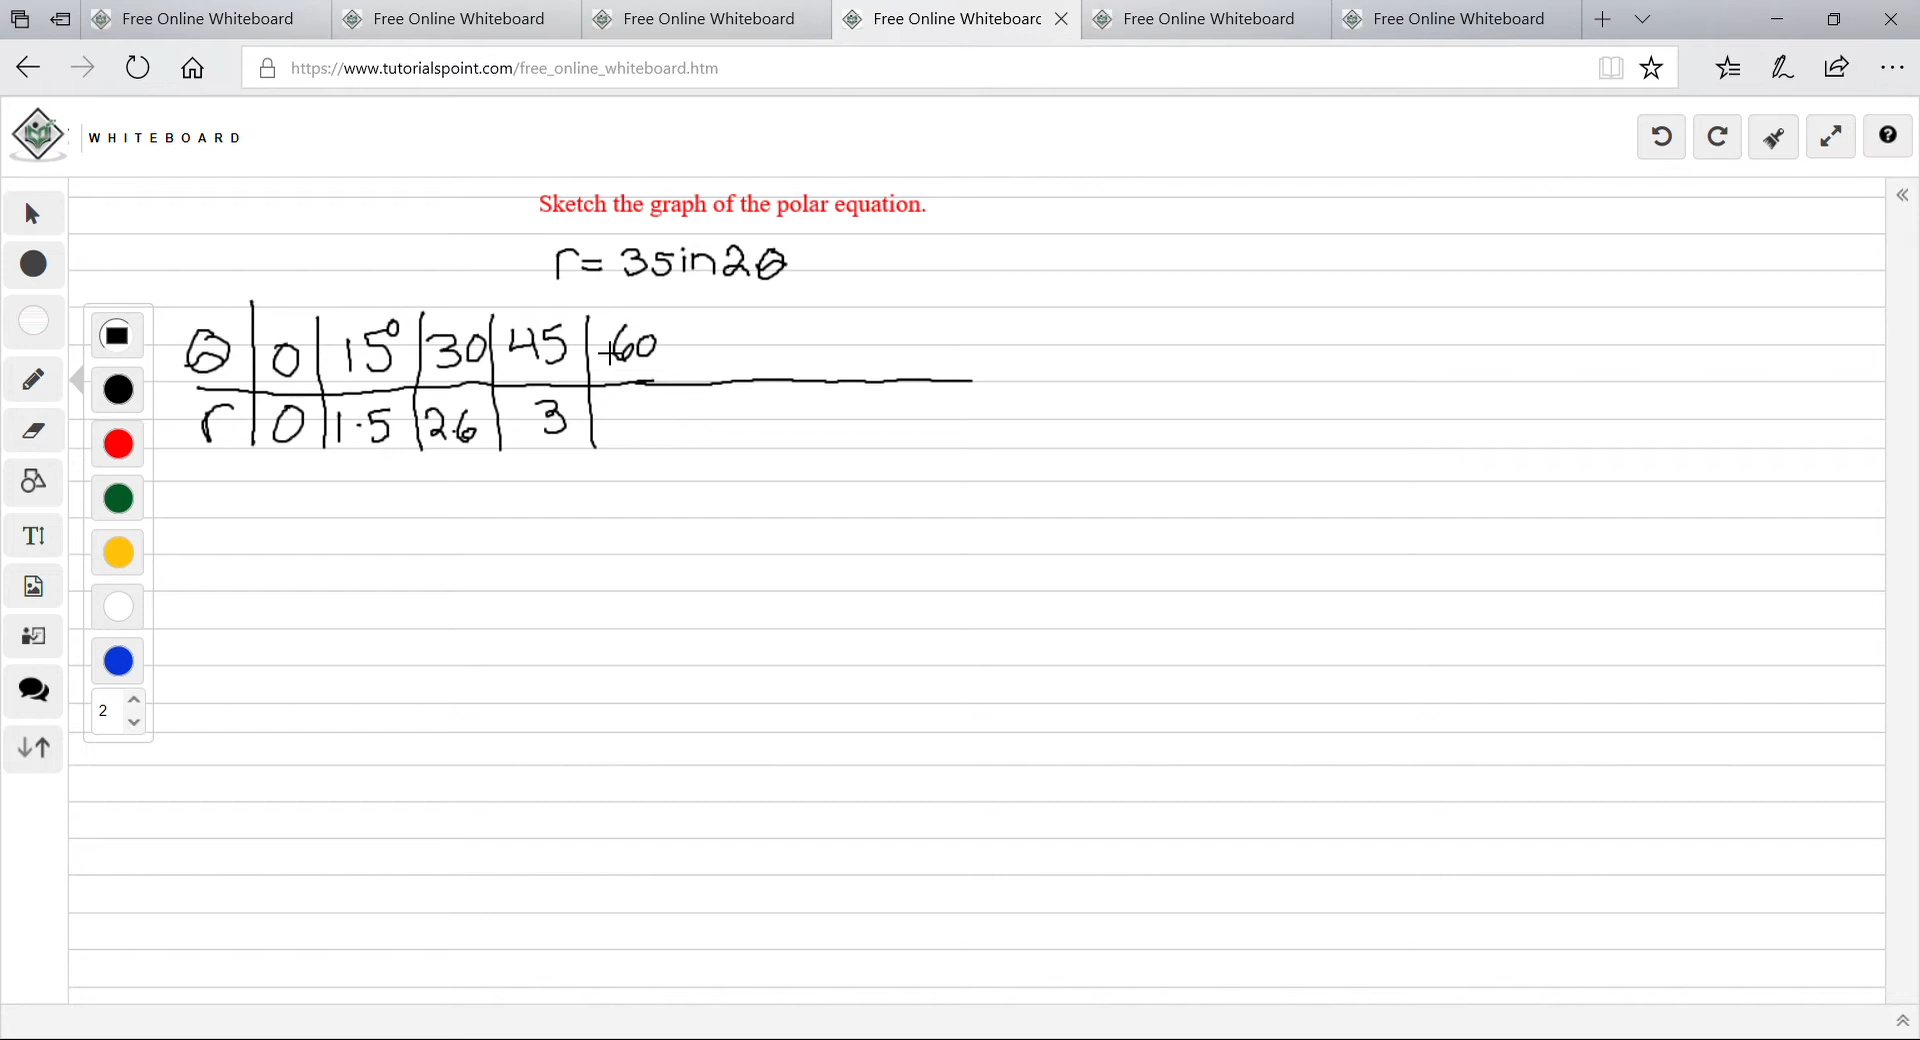 Free Online Whiteboard
Free Online Whiteboard
Free Online Whiteboard
Free Online Whiteboarc
Free Online Whiteboard
Free Online Whiteboard
https://www.tutorialspoint.com/free_online_whiteboard.htm
WHITEBOARD
Sketch the graph of the polar equation.
r = 3sin2θ
θ 0 15° 30 45 60
r 0 1.5 2.6 3
T
2